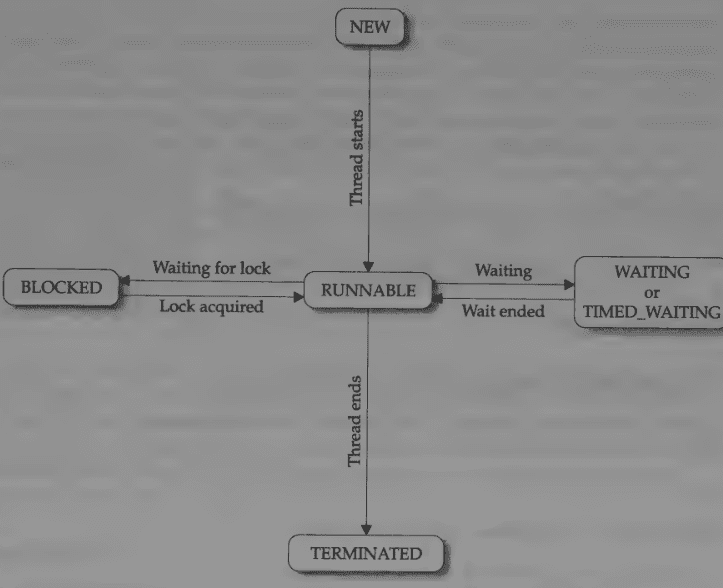 NEW
Thread starts
Waiting for lock
Waiting
BLOCKED
RUNNABLE
WAITING
or
TIMED_WAITING
Lock acquired
Wait ended
Thread ends
TERMINATED